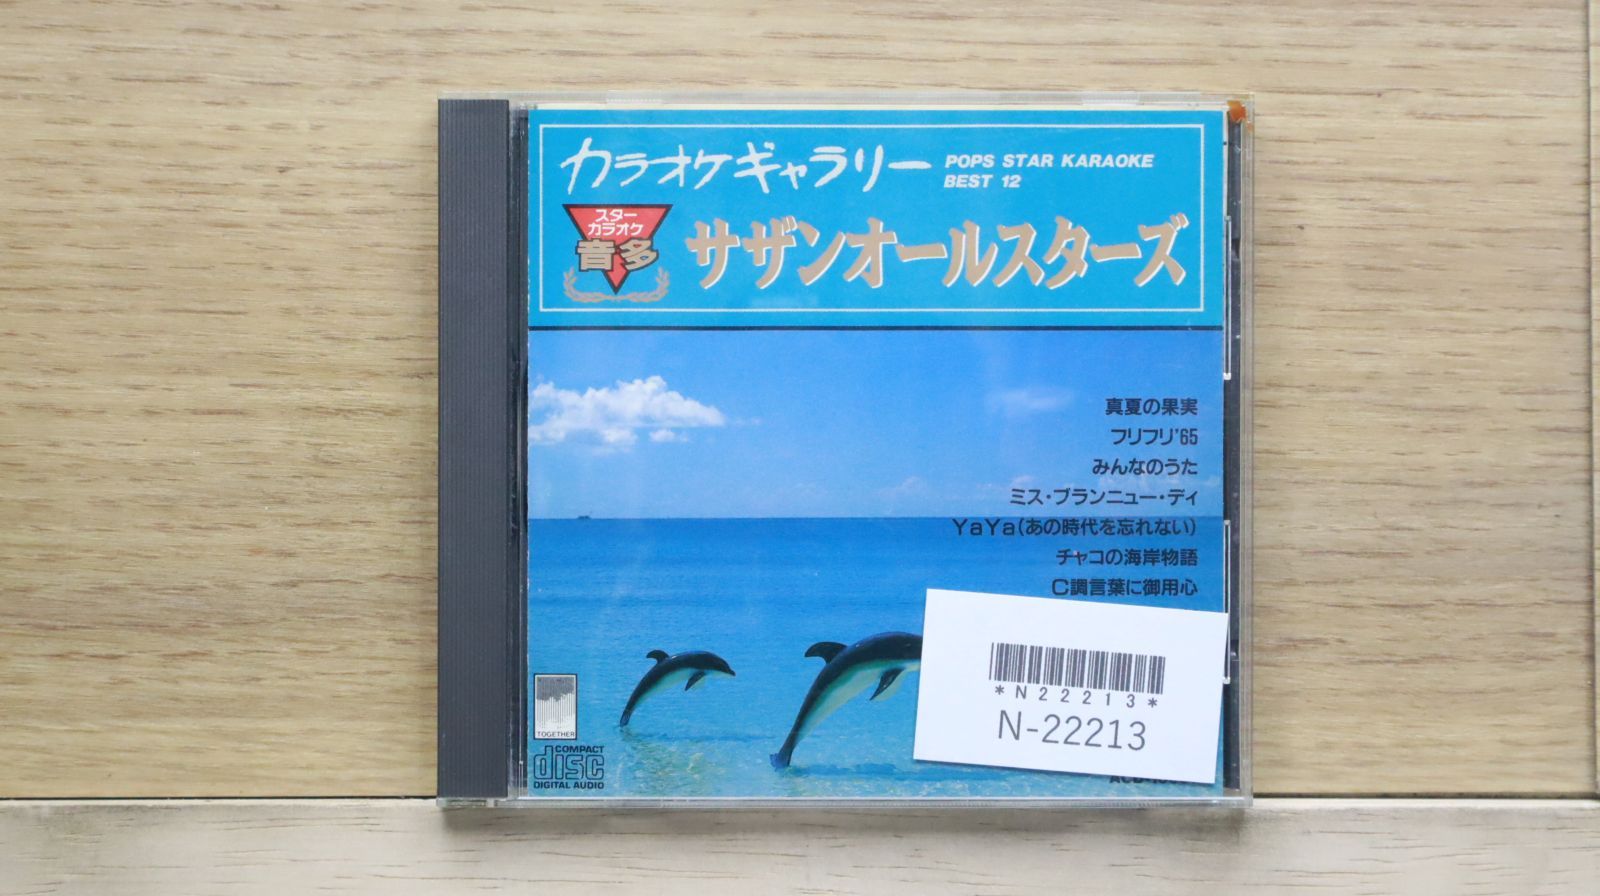 カラオケギャラリー
POPS STAR KARAOKE
BEST 12
スター
カラオケ
音多
サザンオールスターズ
真夏の果実
フリフリ'65
みんなのうた
ミス・ブランニュー・デイ
YaYa(あの時代を忘れない)
チャコの海岸物語
C調言葉に御用心
*N22213*
N-22213
TOGETHER
COMPACT
disc
DIGITAL AUDIO